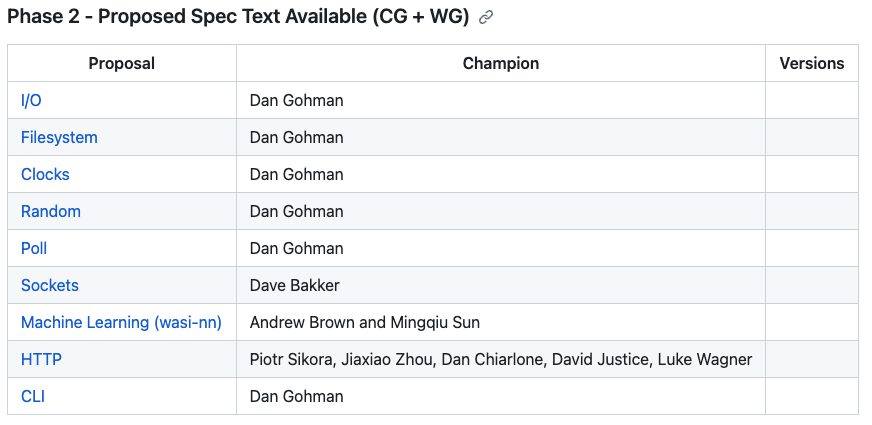 Phase 2 - Proposed Spec Text Available (CG + WG)
Proposal Champion Versions
I/O Dan Gohman
Filesystem Dan Gohman
Clocks Dan Gohman
Random Dan Gohman
Poll Dan Gohman
Sockets Dave Bakker
Machine Learning (wasi-nn) Andrew Brown and Mingqiu Sun
HTTP Piotr Sikora, Jiaxiao Zhou, Dan Chiarlone, David Justice, Luke Wagner
CLI Dan Gohman